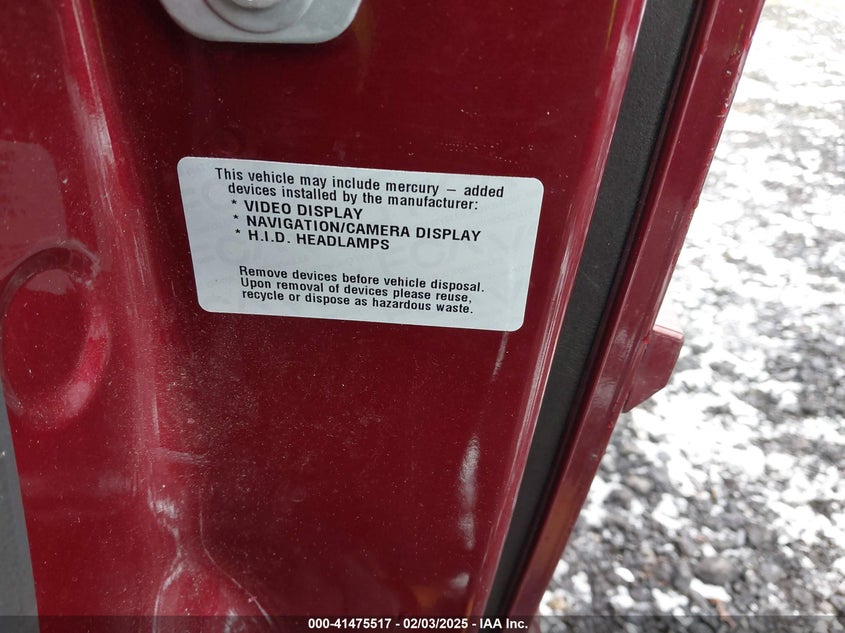 This vehicle may include mercury – added
devices installed by the manufacturer:
* VIDEO DISPLAY
* NAVIGATION/CAMERA DISPLAY
* H.I.D. HEADLAMPS
Remove devices before vehicle disposal.
Upon removal of devices please reuse,
recycle or dispose as hazardous waste.
000-41475517 - 02/03/2025 - IAA Inc.